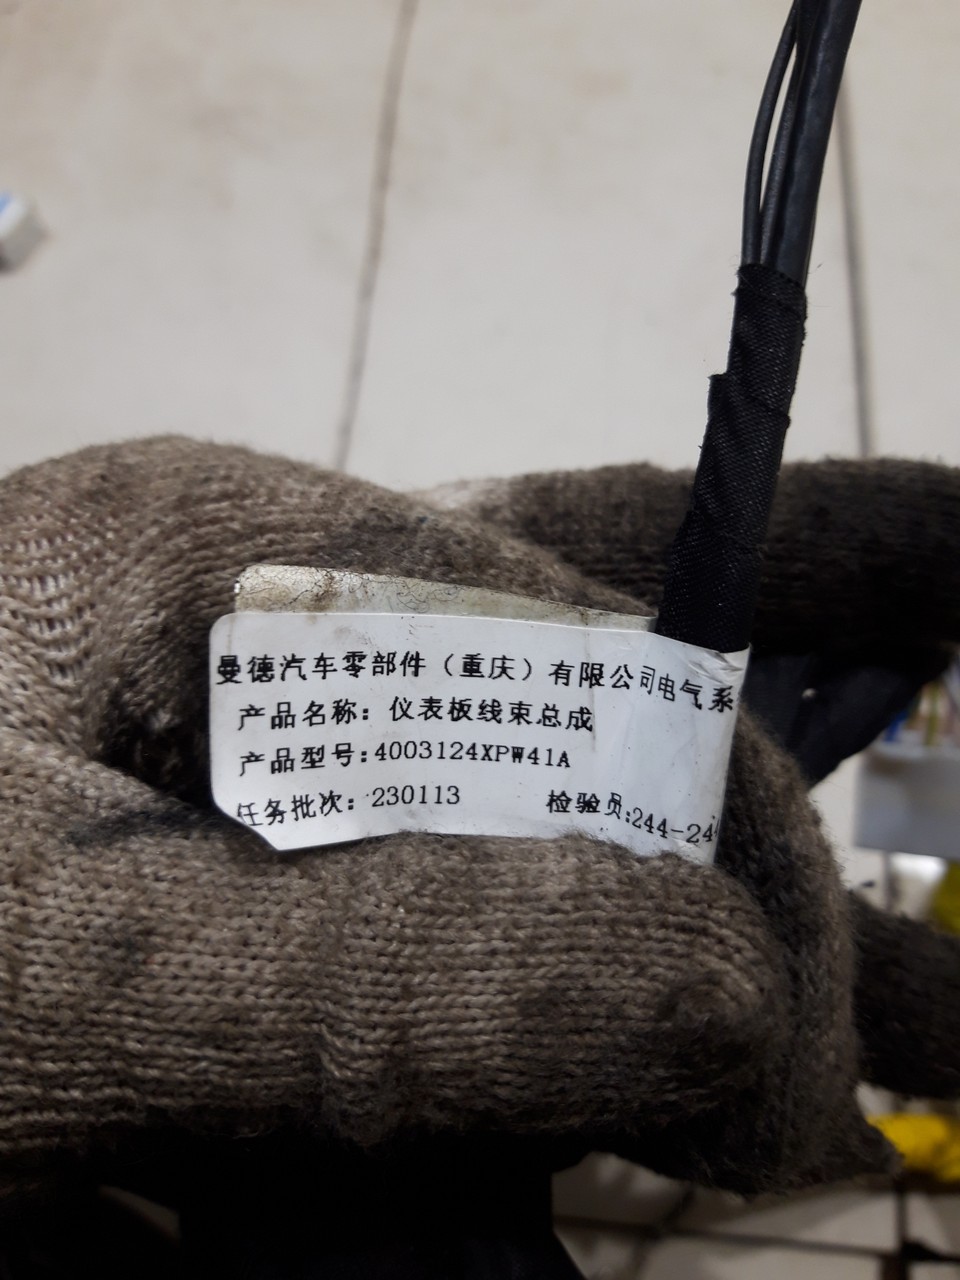 曼德汽车零部件（重庆）有限公司电气系
产品名称：仪表板线束总成
产品型号:4003124XPW41A
任务批次：230113 检验员:244-24